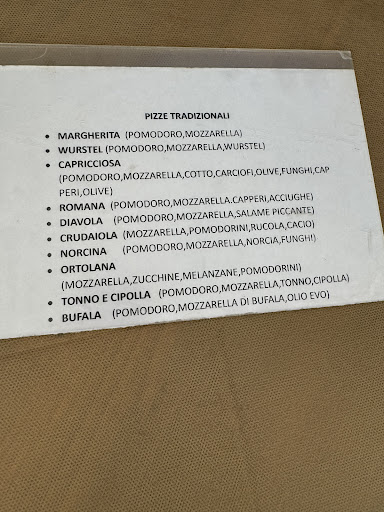 PIZZE TRADIZIONALI
• MARGHERITA (POMODORO,MOZZARELLA)
• WURSTEL (POMODORO,MOZZARELLA,WURSTEL)
• CAPRICCIOSA
(POMODORO,MOZZARELLA,COTTO,CARCIOFI,OLIVE,FUNGHI,CAP
PERI,OLIVE)
• ROMANA (POMODORO,MOZZARELLA.CAPPERI,ACCIUGHE)
• DIAVOLA (POMODORO,MOZZARELLA,SALAME PICCANTE)
• CRUDAIOLA (MOZZARELLA,POMODORINI,RUCOLA,CACIO)
• NORCINA (POMODORO,MOZZARELLA,NORCIA,FUNGHI)
• ORTOLANA
(MOZZARELLA,ZUCCHINE,MELANZANE,POMODORINI)
• TONNO E CIPOLLA (POMODORO,MOZZARELLA,TONNO,CIPOLLA)
• BUFALA (POMODORO,MOZZARELLA DI BUFALA,OLIO EVO)